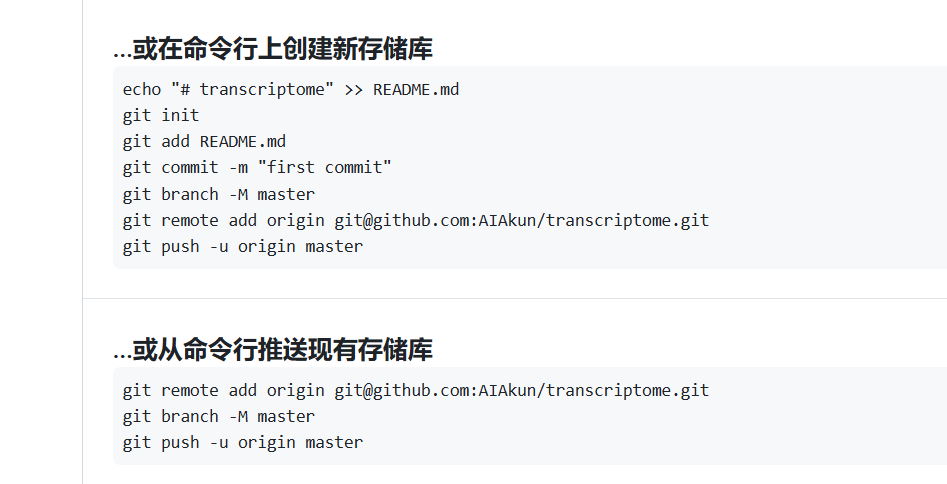 ...或在命令行上创建新存储库
echo "# transcriptome" >> README.md
git init
git add README.md
git commit -m "first commit"
git branch -M master
git remote add origin git@github.com:AIAkun/transcriptome.git
git push -u origin master
...或从命令行推送现有存储库
git remote add origin git@github.com:AIAkun/transcriptome.git
git branch -M master
git push -u origin master